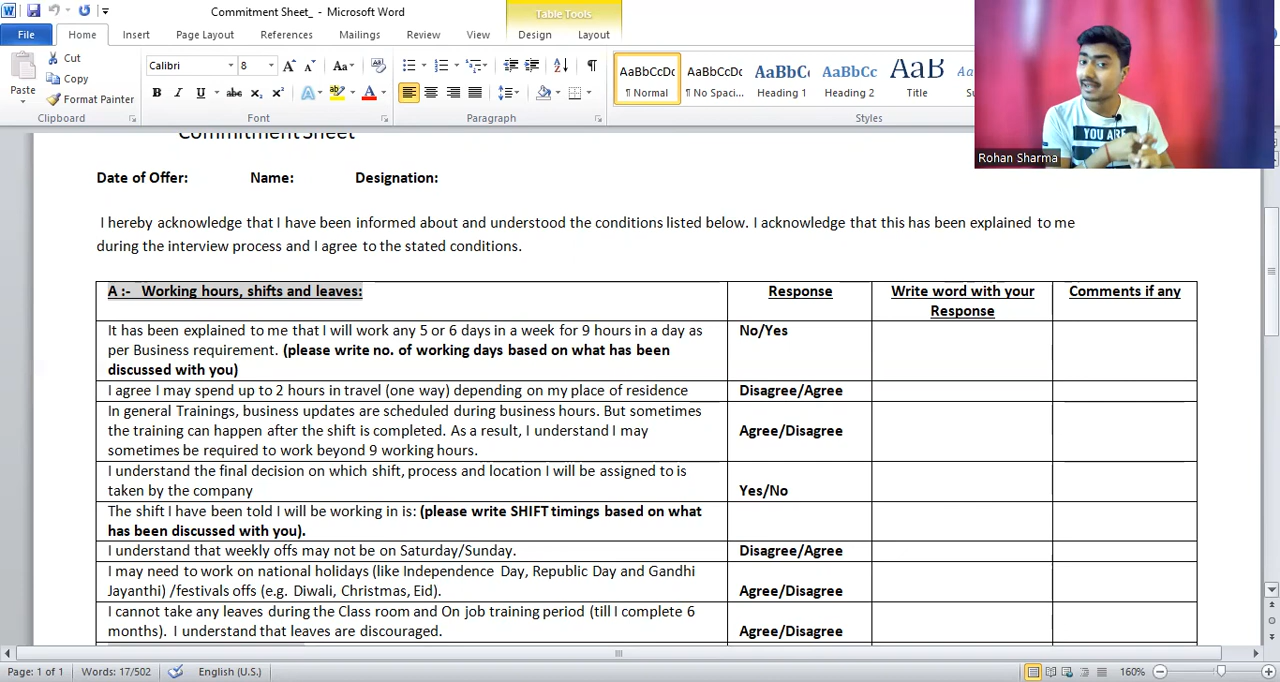 Commitment Sheet_ - Microsoft Word
Table Tools
File Home Insert Page Layout References Mailings Review View Design Layout
Cut
Copy
Format Painter
Paste
Clipboard
Calibri 8
Font
Paragraph
AaBbCcDc AaBbCcDc AaBbC AaBbCc AaB
¶ Normal ¶ No Spaci... Heading 1 Heading 2 Title
Styles
YOU ARE
Rohan Sharma
Commitment Sheet
Date of Offer: Name: Designation:
I hereby acknowledge that I have been informed about and understood the conditions listed below. I acknowledge that this has been explained to me
during the interview process and I agree to the stated conditions.
A :- Working hours, shifts and leaves:
Response
Write word with your
Response
Comments if any
It has been explained to me that I will work any 5 or 6 days in a week for 9 hours in a day as
per Business requirement. (please write no. of working days based on what has been
discussed with you)
No/Yes
I agree I may spend up to 2 hours in travel (one way) depending on my place of residence
Disagree/Agree
In general Trainings, business updates are scheduled during business hours. But sometimes
the training can happen after the shift is completed. As a result, I understand I may
sometimes be required to work beyond 9 working hours.
Agree/Disagree
I understand the final decision on which shift, process and location I will be assigned to is
taken by the company
Yes/No
The shift I have been told I will be working in is: (please write SHIFT timings based on what
has been discussed with you).
I understand that weekly offs may not be on Saturday/Sunday.
Disagree/Agree
I may need to work on national holidays (like Independence Day, Republic Day and Gandhi
Jayanthi) /festivals offs (e.g. Diwali, Christmas, Eid).
Agree/Disagree
I cannot take any leaves during the Class room and On job training period (till I complete 6
months). I understand that leaves are discouraged.
Agree/Disagree
Page: 1 of 1 Words: 17/502 English (U.S.) 160%